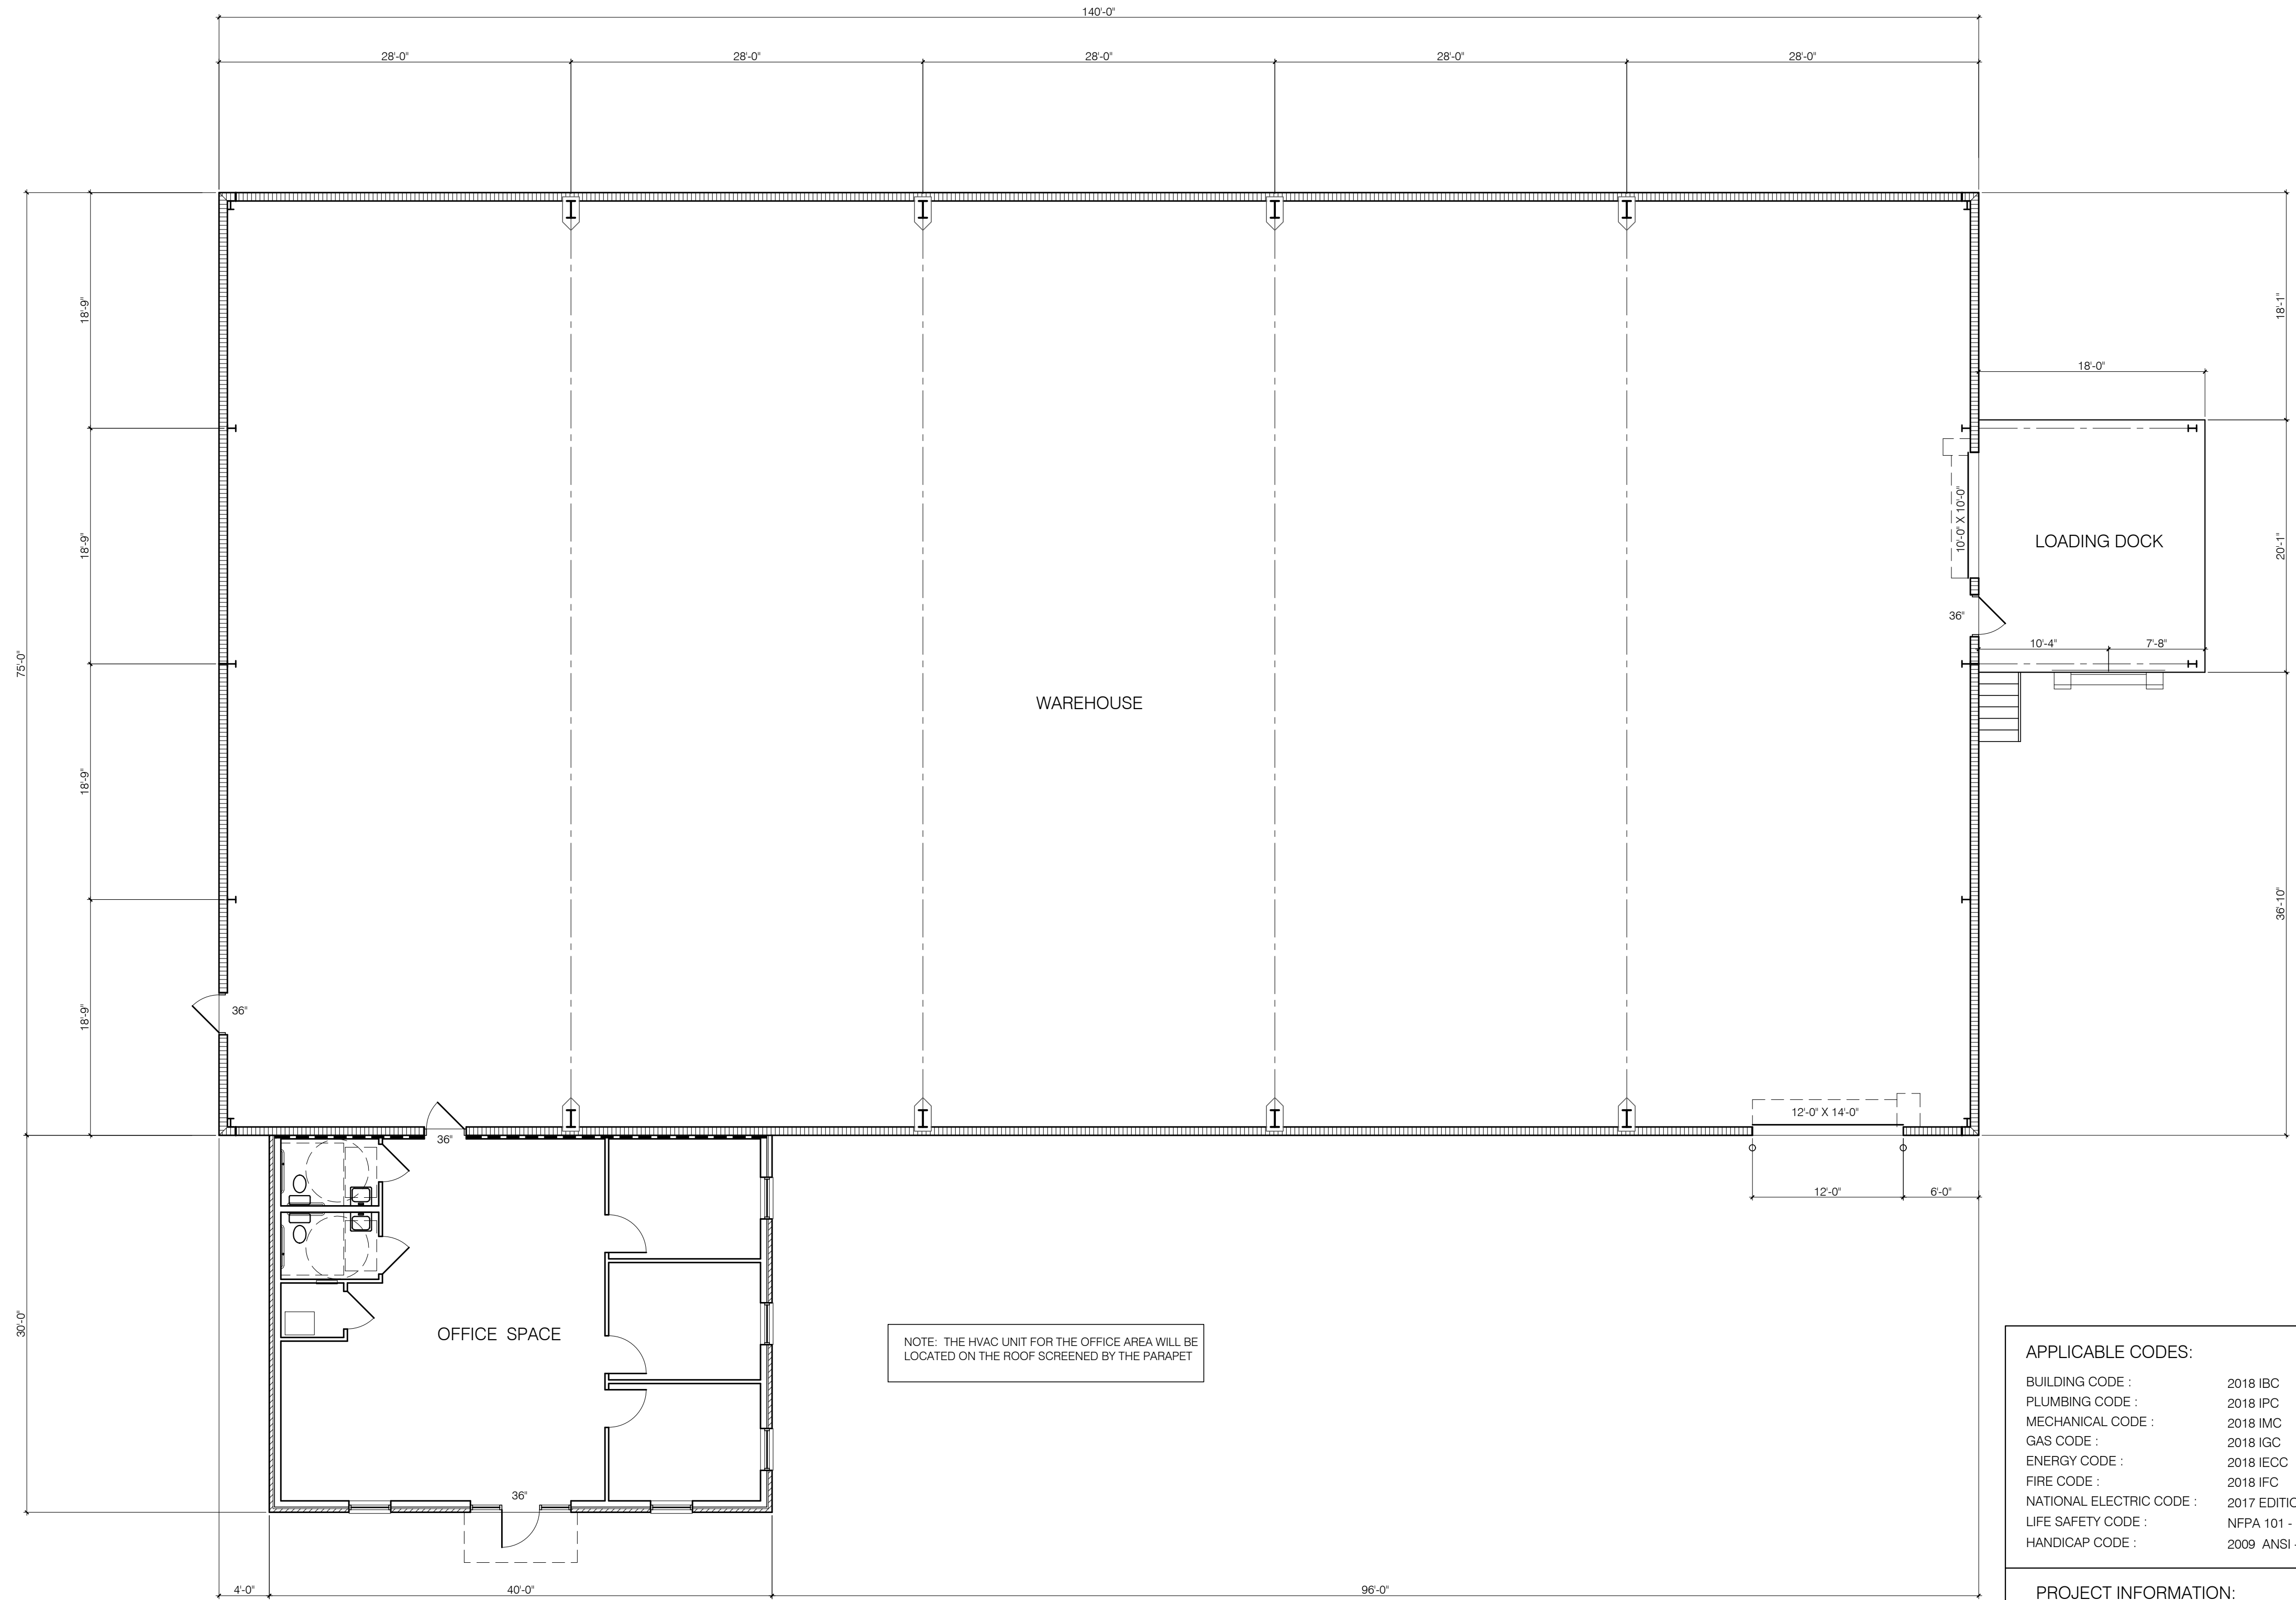 140'-0"
28'-0" 28'-0" 28'-0" 28'-0" 28'-0"
18'-9"
18'-1"
18'-0"
18'-9"
10'-0" X 10'-0"
LOADING DOCK
20'-1"
36"
10'-4" 7'-8"
75'-0"
WAREHOUSE
18'-9"
36'-10"
36"
18'-9"
12'-0" X 14'-0"
36"
12'-0" 6'-0"
30'-0"
OFFICE SPACE
NOTE: THE HVAC UNIT FOR THE OFFICE AREA WILL BE
LOCATED ON THE ROOF SCREENED BY THE PARAPET
36"
4'-0" 40'-0" 96'-0"
APPLICABLE CODES:
BUILDING CODE : 2018 IBC
PLUMBING CODE : 2018 IPC
MECHANICAL CODE : 2018 IMC
GAS CODE : 2018 IGC
ENERGY CODE : 2018 IECC
FIRE CODE : 2018 IFC
NATIONAL ELECTRIC CODE : 2017
LIFE SAFETY CODE : NFPA 101 -
HANDICAP CODE : 2009 ANSI
PROJECT INFORMATION: